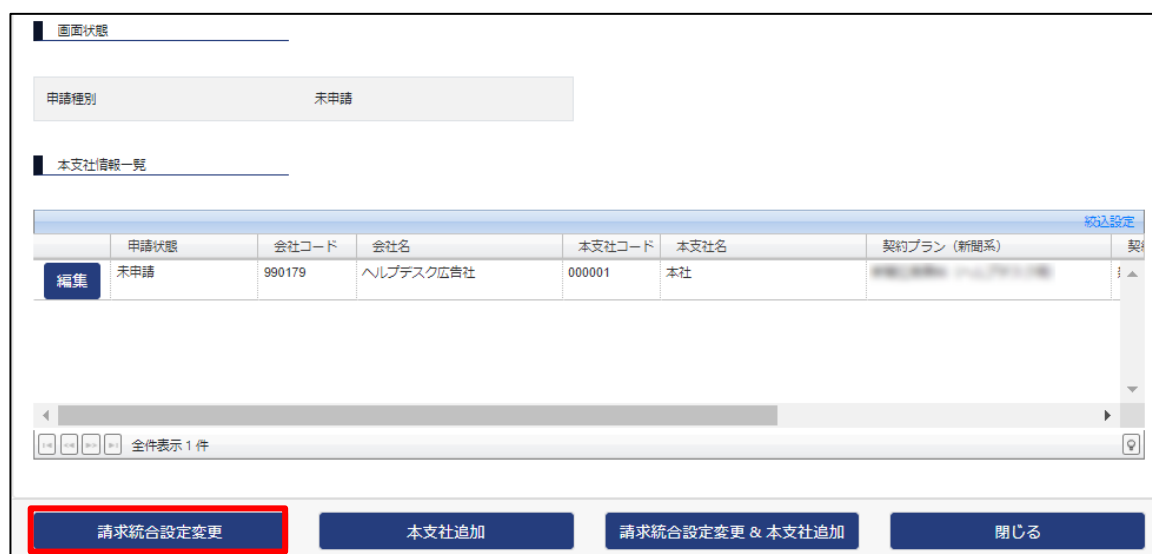 画面状態
申請種別 未申請
本支社情報一覧
絞込設定
申請状態 会社コード 会社名 本支社コード 本支社名 契約プラン（新聞系）
編集 未申請 990179 ヘルプデスク広告社 000001 本社
全件表示 1 件
請求統合設定変更 本支社追加 請求統合設定変更 & 本支社追加 閉じる